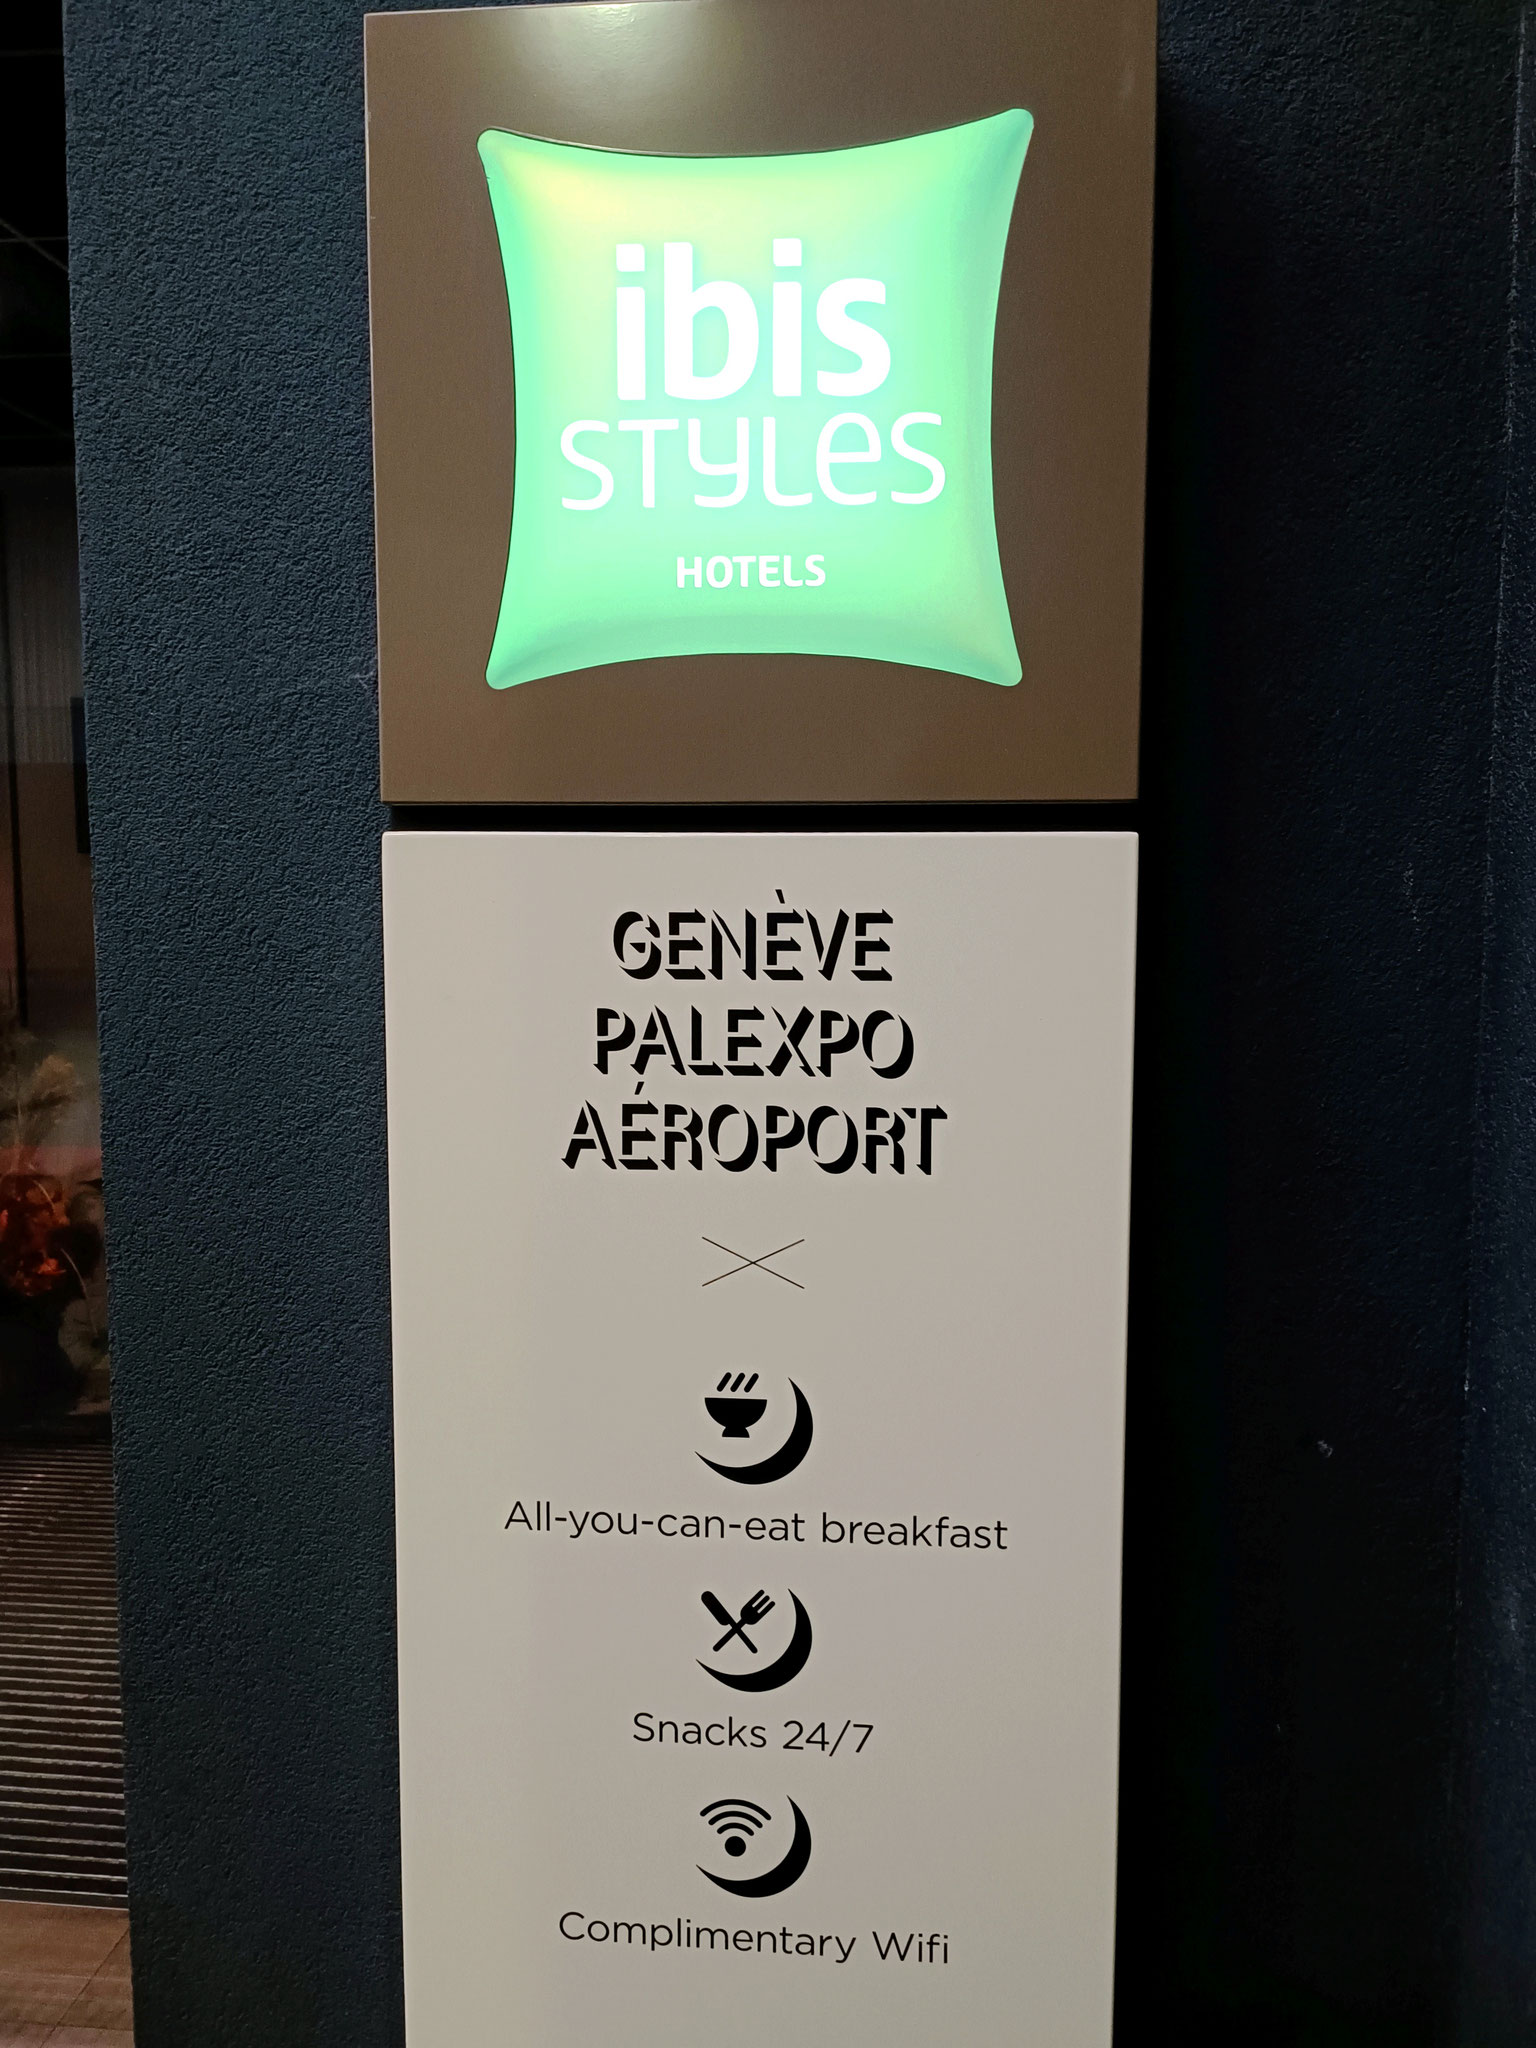 ibis
STYLES
HOTELS
GENÈVE
PALEXPO
AÉROPORT
All-you-can-eat breakfast
Snacks 24/7
Complimentary Wifi